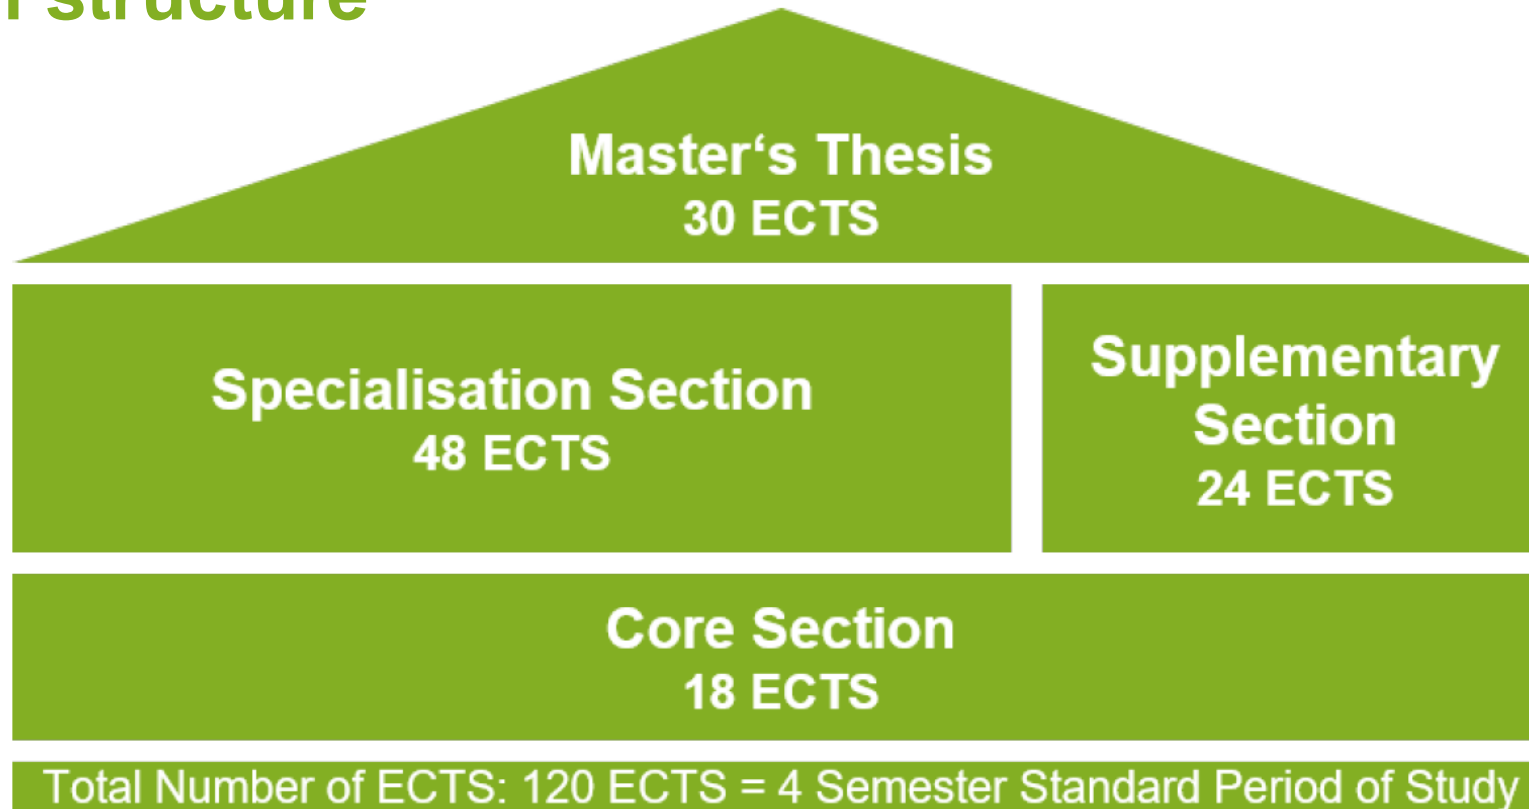 structure
Master‘s Thesis
30 ECTS
Specialisation Section
48 ECTS
Supplementary
Section
24 ECTS
Core Section
18 ECTS
Total Number of ECTS: 120 ECTS = 4 Semester Standard Period of Study